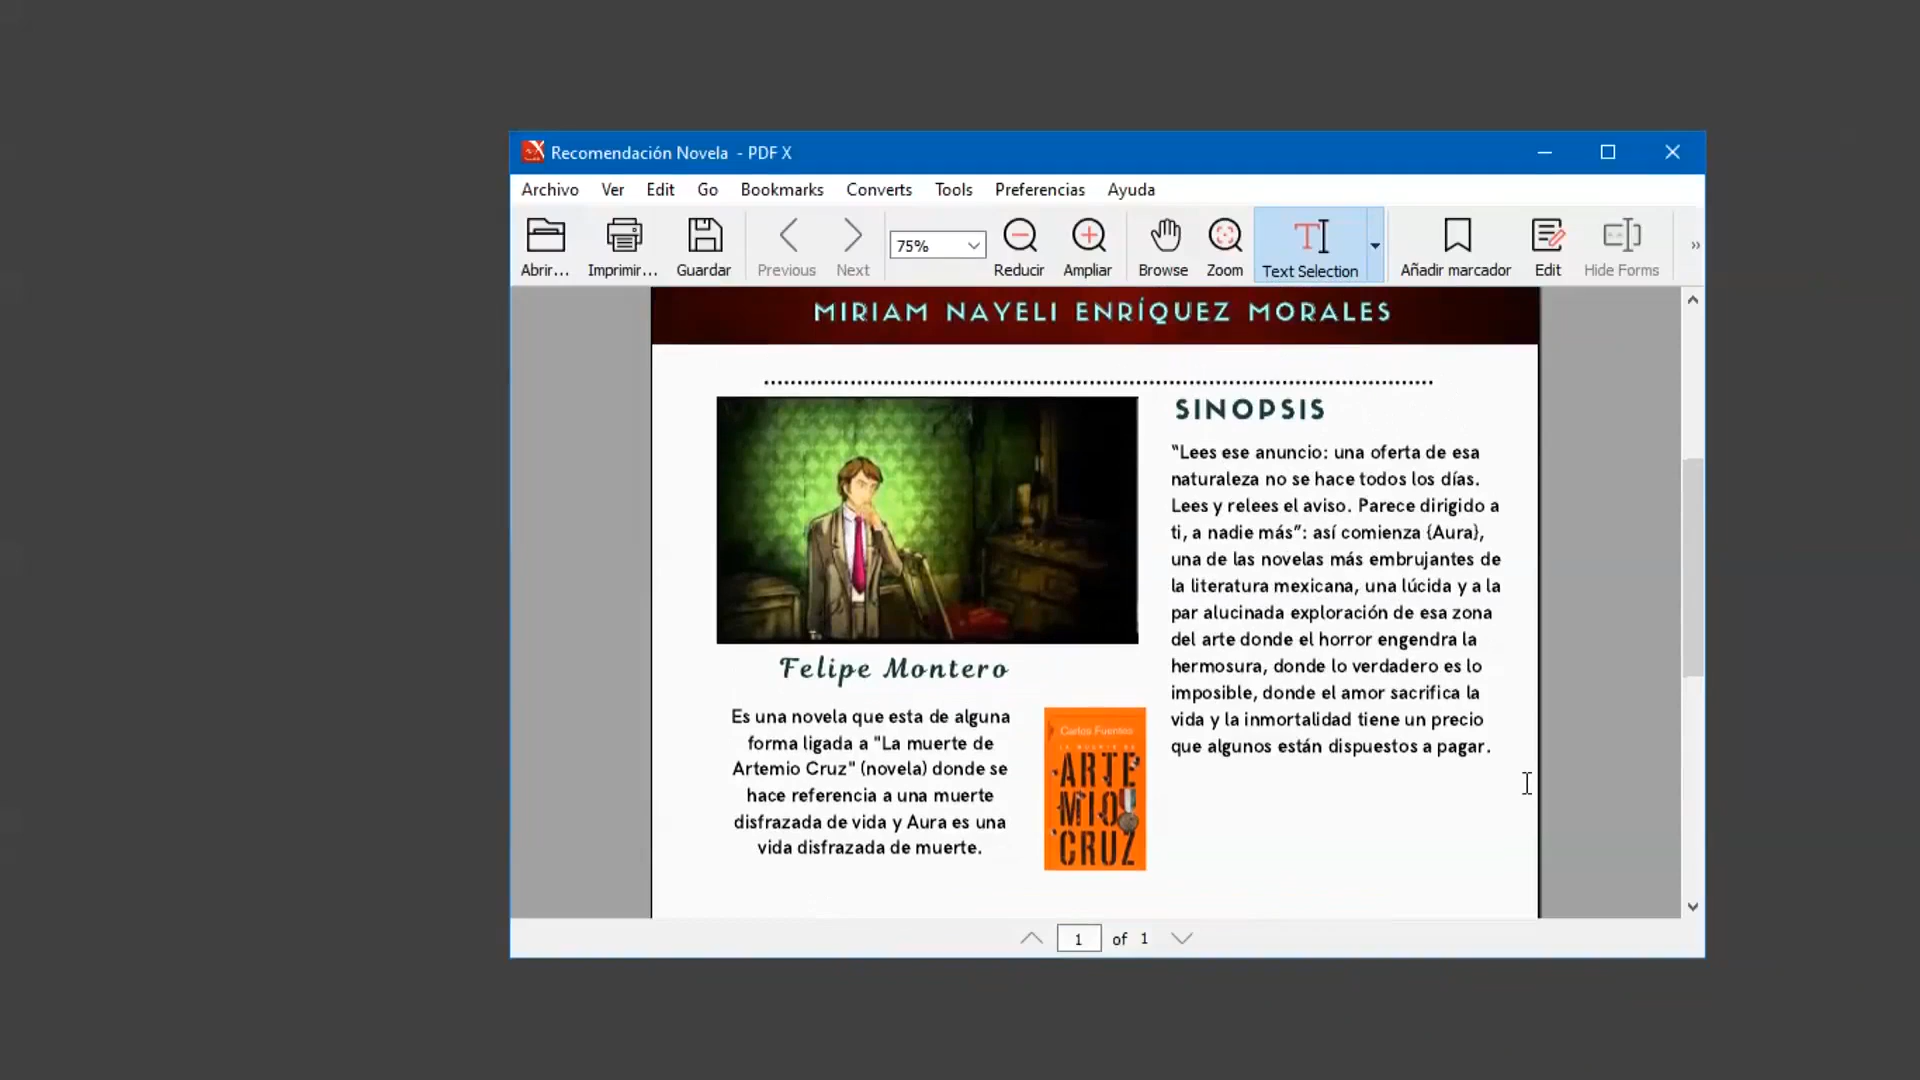 Recomendación Novela - PDF X
Archivo Ver Edit Go Bookmarks Converts Tools Preferencias Ayuda
75%
Abrir... Imprimir... Guardar Previous Next Reducir Ampliar Browse Zoom Text Selection Añadir marcador Edit Hide Forms
MIRIAM NAYELI ENRÍQUEZ MORALES
SINOPSIS
“Lees ese anuncio: una oferta de esa
naturaleza no se hace todos los días.
Lees y relees el aviso. Parece dirigido a
ti, a nadie más”: así comienza {Aura},
una de las novelas más embrujantes de
la literatura mexicana, una lúcida y a la
par alucinada exploración de esa zona
del arte donde el horror engendra la
hermosura, donde lo verdadero es lo
imposible, donde el amor sacrifica la
vida y la inmortalidad tiene un precio
que algunos están dispuestos a pagar.
Felipe Montero
Es una novela que esta de alguna
forma ligada a "La muerte de
Artemio Cruz" (novela) donde se
hace referencia a una muerte
disfrazada de vida y Aura es una
vida disfrazada de muerte.
Carlos Fuentes
LA MUERTE DE
ARTE
MIO
CRUZ
1 of 1